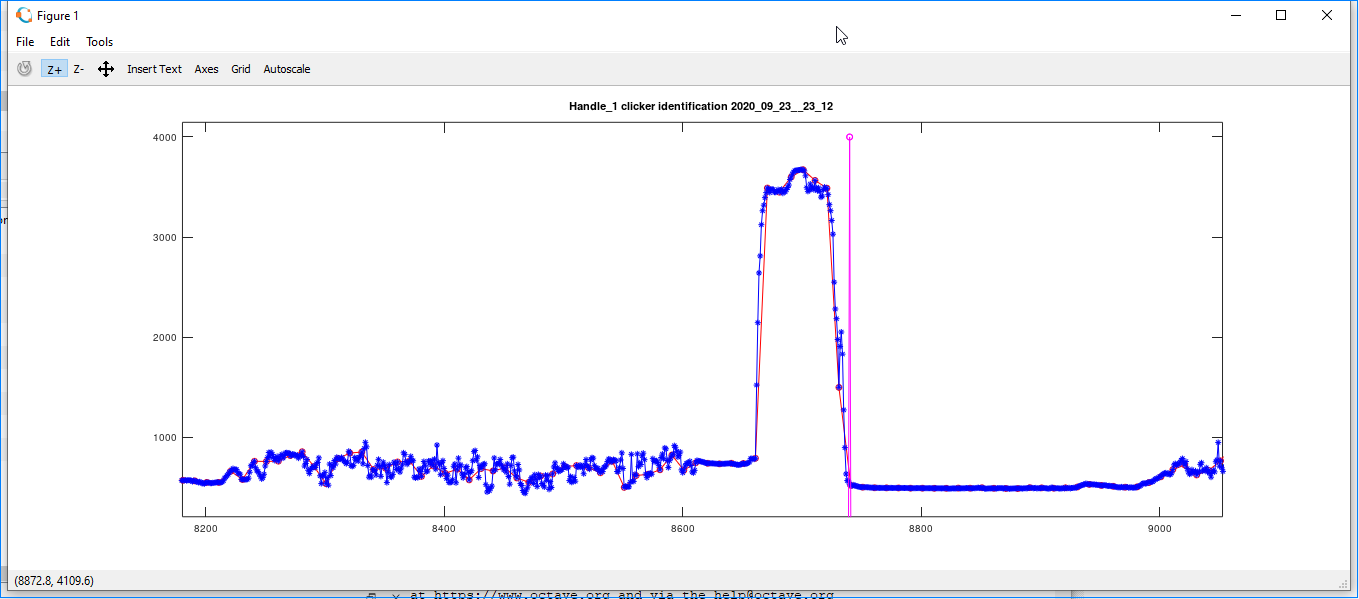 Figure 1
File Edit Tools
Z+ Z- Insert Text Axes Grid Autoscale
Handle_1 clicker identification 2020_09_23__23_12
4000
3000
2000
1000
8200 8400 8600 8800 9000
(8872.8, 4109.6)
at https://www.octave.org and via the help@octave.org